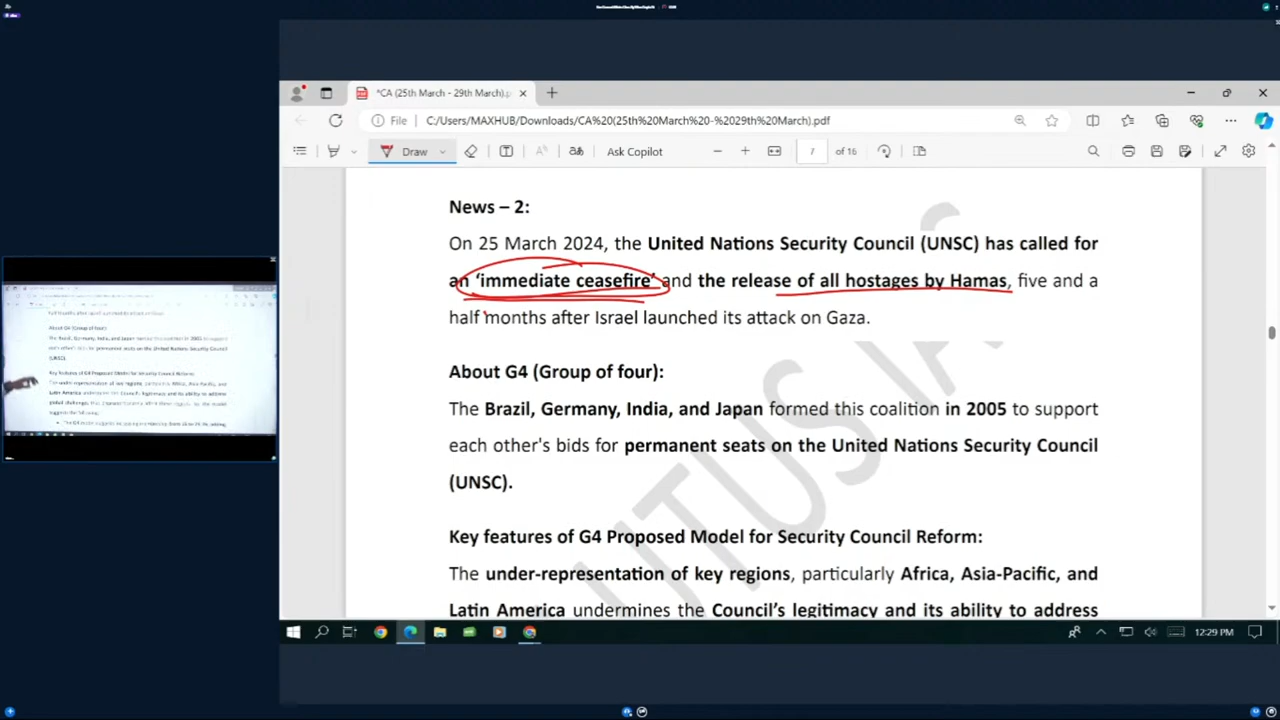 *CA (25th March - 29th March).p
File C:/Users/MAXHUB/Downloads/CA%20(25th%20March%20-%2029th%20March).pdf
Draw Ask Copilot 7 of 16
News – 2:
On 25 March 2024, the United Nations Security Council (UNSC) has called for
an ‘immediate ceasefire’ and the release of all hostages by Hamas, five and a
half months after Israel launched its attack on Gaza.
About G4 (Group of four):
The Brazil, Germany, India, and Japan formed this coalition in 2005 to support
each other's bids for permanent seats on the United Nations Security Council
(UNSC).
Key features of G4 Proposed Model for Security Council Reform:
The under-representation of key regions, particularly Africa, Asia-Pacific, and
Latin America undermines the Council’s legitimacy and its ability to address
12:29 PM